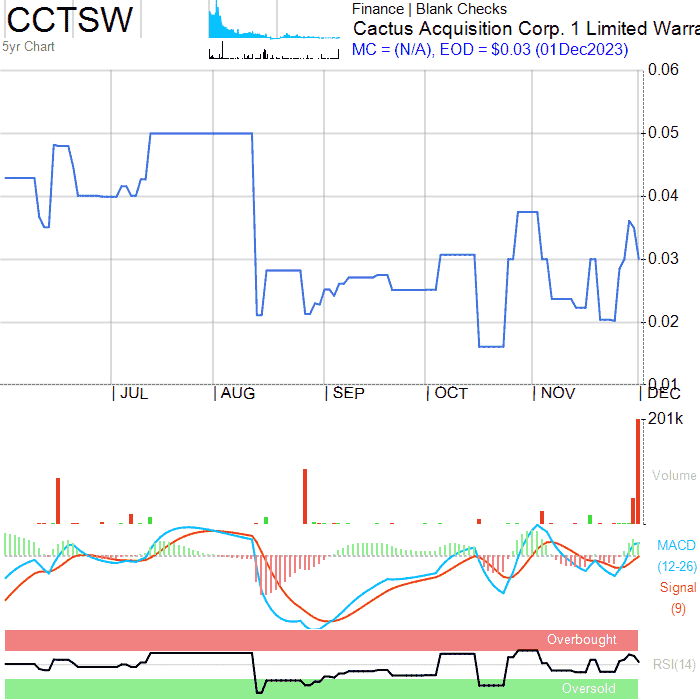 CCTSW
5yr Chart
Finance | Blank Checks
Cactus Acquisition Corp. 1 Limited Warra
MC = (N/A), EOD = $0.03 (01Dec2023)
0.06
0.05
0.04
0.03
0.02
0.01
JUL
AUG
SEP
OCT
NOV
DEC
201k
Volume
MACD
(12-26)
Signal
(9)
Overbought
RSI(14)
Oversold